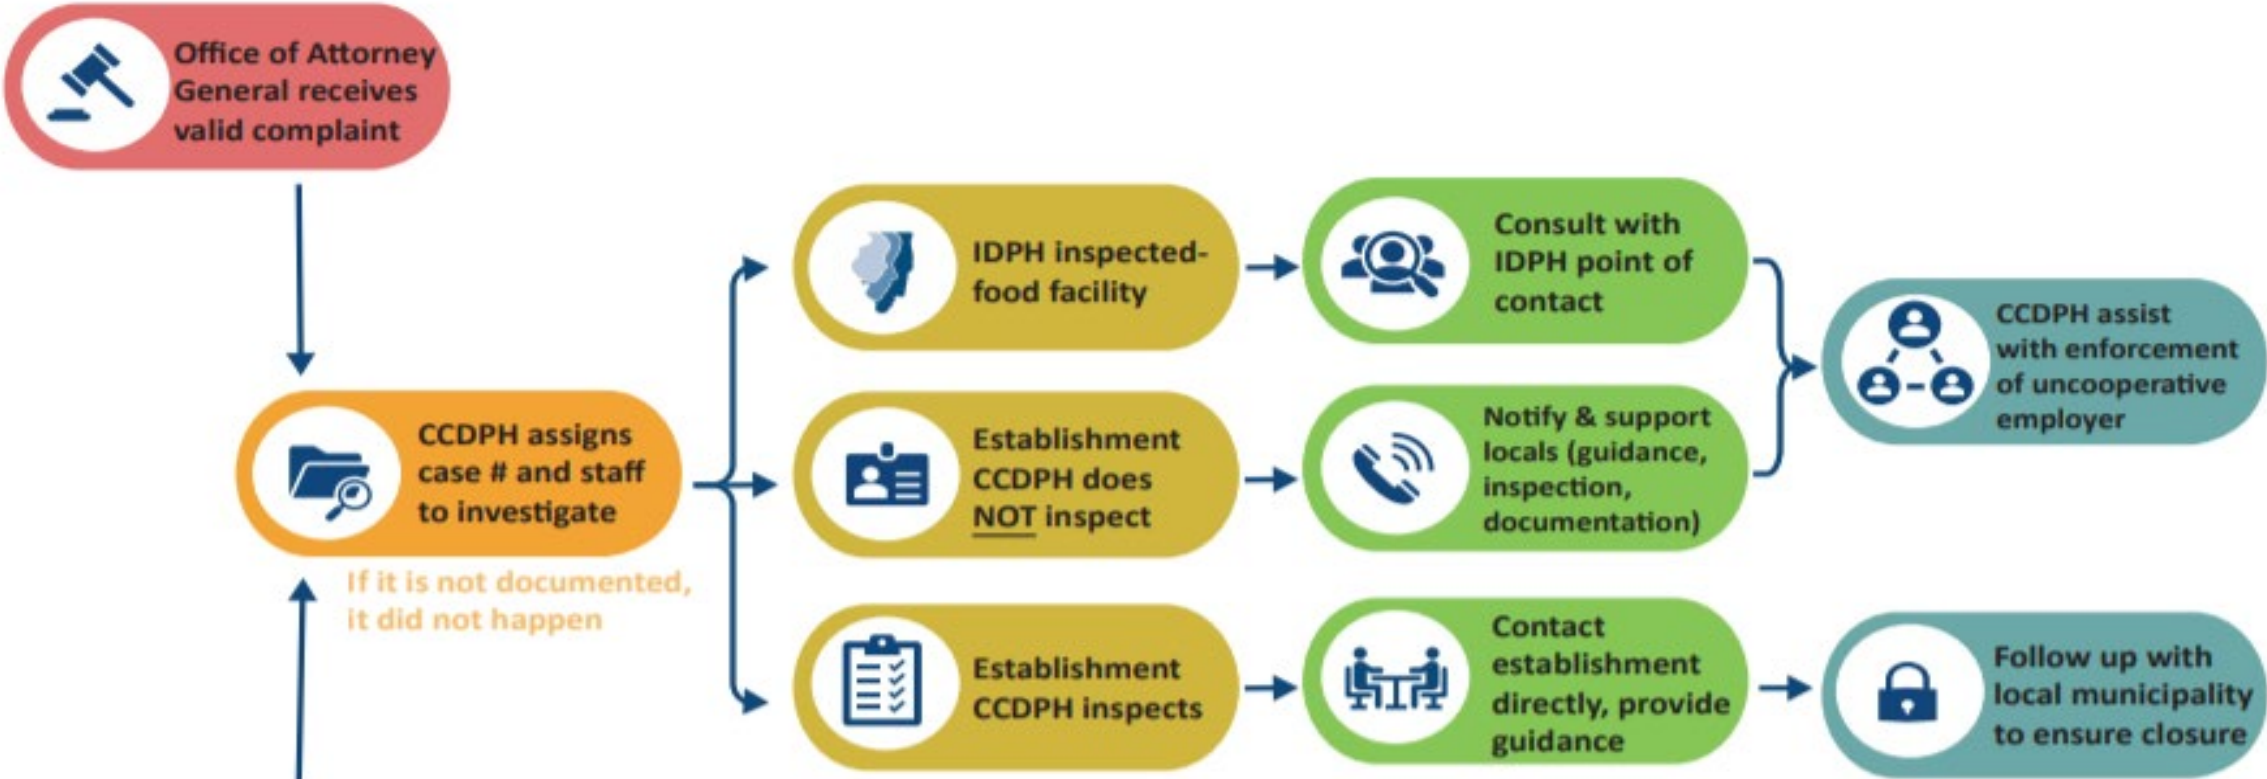 Office of Attorney
General receives
valid complaint
CCDPH assigns
case # and staff
to investigate
If it is not documented,
it did not happen
IDPH inspected-
food facility
Consult with
IDPH point of
contact
Establishment
CCDPH does
NOT inspect
Notify & support
locals (guidance,
inspection,
documentation)
CCDPH assist
with enforcement
of uncooperative
employer
Establishment
CCDPH inspects
Contact
establishment
directly, provide
guidance
Follow up with
local municipality
to ensure closure